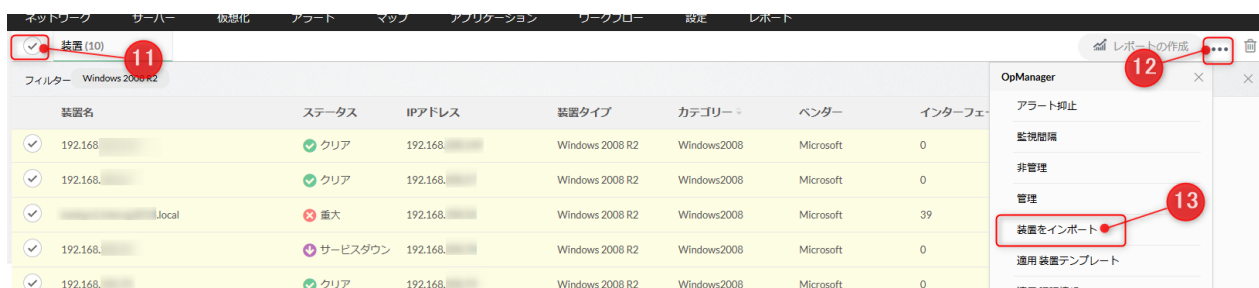 ネットワーク サーバー 仮想化 アラート マップ アプリケーション ワークフロー 設定 レポート
装置 (10) 11 レポートの作成 12
フィルター Windows 2008 R2 OpManager
装置名 ステータス IPアドレス 装置タイプ カテゴリー ベンダー インターフェー
アラート抑止
192.168 クリア 192.168. Windows 2008 R2 Windows2008 Microsoft 0
監視間隔
192.168. クリア 192.168. Windows 2008 R2 Windows2008 Microsoft 0
非管理
管理 13
.local 重大 192.168. Windows 2008 R2 Windows2008 Microsoft 39
装置をインポート
192.168. サービスダウン 192.168. Windows 2008 R2 Windows2008 Microsoft 0
適用 装置テンプレート
192.168. クリア 192.168. Windows 2008 R2 Windows2008 Microsoft 0